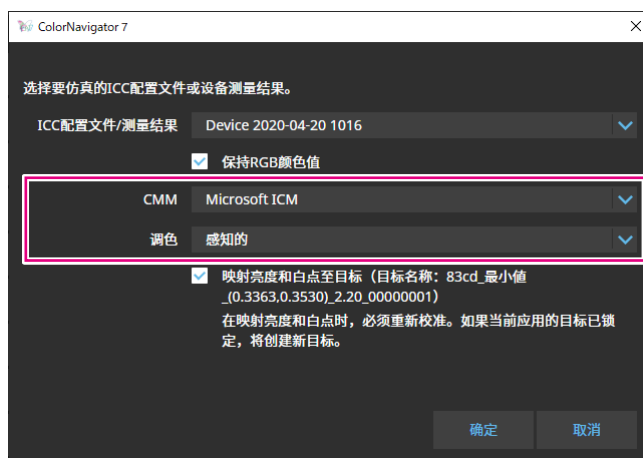 ColorNavigator 7
选择要仿真的ICC配置文件或设备测量结果。
ICC配置文件/测量结果 Device 2020-04-20 1016
保持RGB颜色值
CMM Microsoft ICM
调色 感知的
映射亮度和白点至目标（目标名称：83cd_最小值
_(0.3363,0.3530)_2.20_00000001）
在映射亮度和白点时，必须重新校准。如果当前应用的目标已锁
定，将创建新目标。
确定 取消